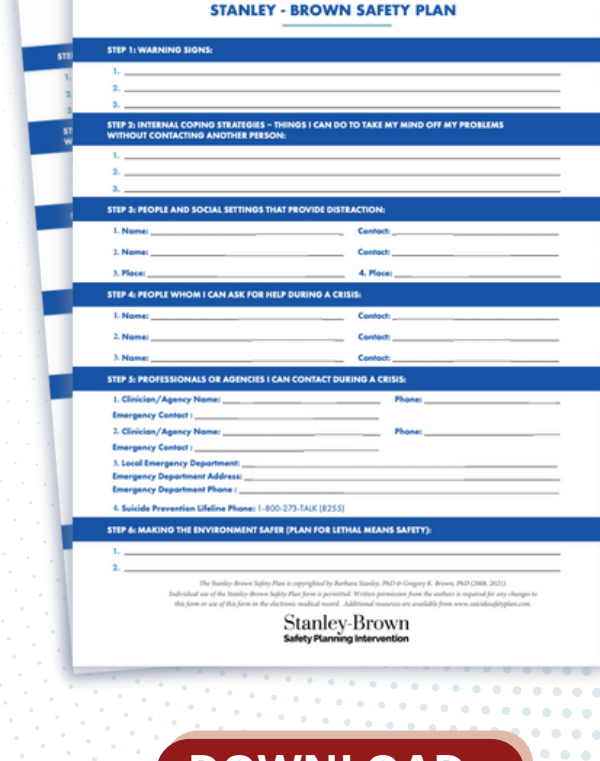 STANLEY - BROWN SAFETY PLAN
STEP 1: WARNING SIGNS:
1.
2.
3.
STEP 2: INTERNAL COPING STRATEGIES – THINGS I CAN DO TO TAKE MY MIND OFF MY PROBLEMS
WITHOUT CONTACTING ANOTHER PERSON:
1.
2.
3.
STEP 3: PEOPLE AND SOCIAL SETTINGS THAT PROVIDE DISTRACTION:
1. Name: Contact:
2. Name: Contact:
3. Place: 4. Place:
STEP 4: PEOPLE WHOM I CAN ASK FOR HELP DURING A CRISIS:
1. Name: Contact:
2. Name: Contact:
3. Name: Contact:
STEP 5: PROFESSIONALS OR AGENCIES I CAN CONTACT DURING A CRISIS:
1. Clinician/Agency Name: Phone:
Emergency Contact :
2. Clinician/Agency Name: Phone:
Emergency Contact :
3. Local Emergency Department:
Emergency Department Address:
Emergency Department Phone :
4. Suicide Prevention Lifeline Phone: 1-800-273-TALK (8255)
STEP 6: MAKING THE ENVIRONMENT SAFER (PLAN FOR LETHAL MEANS SAFETY):
1.
2.
The Stanley-Brown Safety Plan is copyrighted by Barbara Stanley, PhD & Gregory K. Brown, PhD (2008, 2021).
Individual use of the Stanley-Brown Safety Plan form is permitted. Written permission from the authors is required for any changes to
this form or use of this form in the electronic medical record. Additional resources are available from www.suicidesafetyplan.com.
Stanley-Brown
Safety Planning Intervention
DOWNLOAD